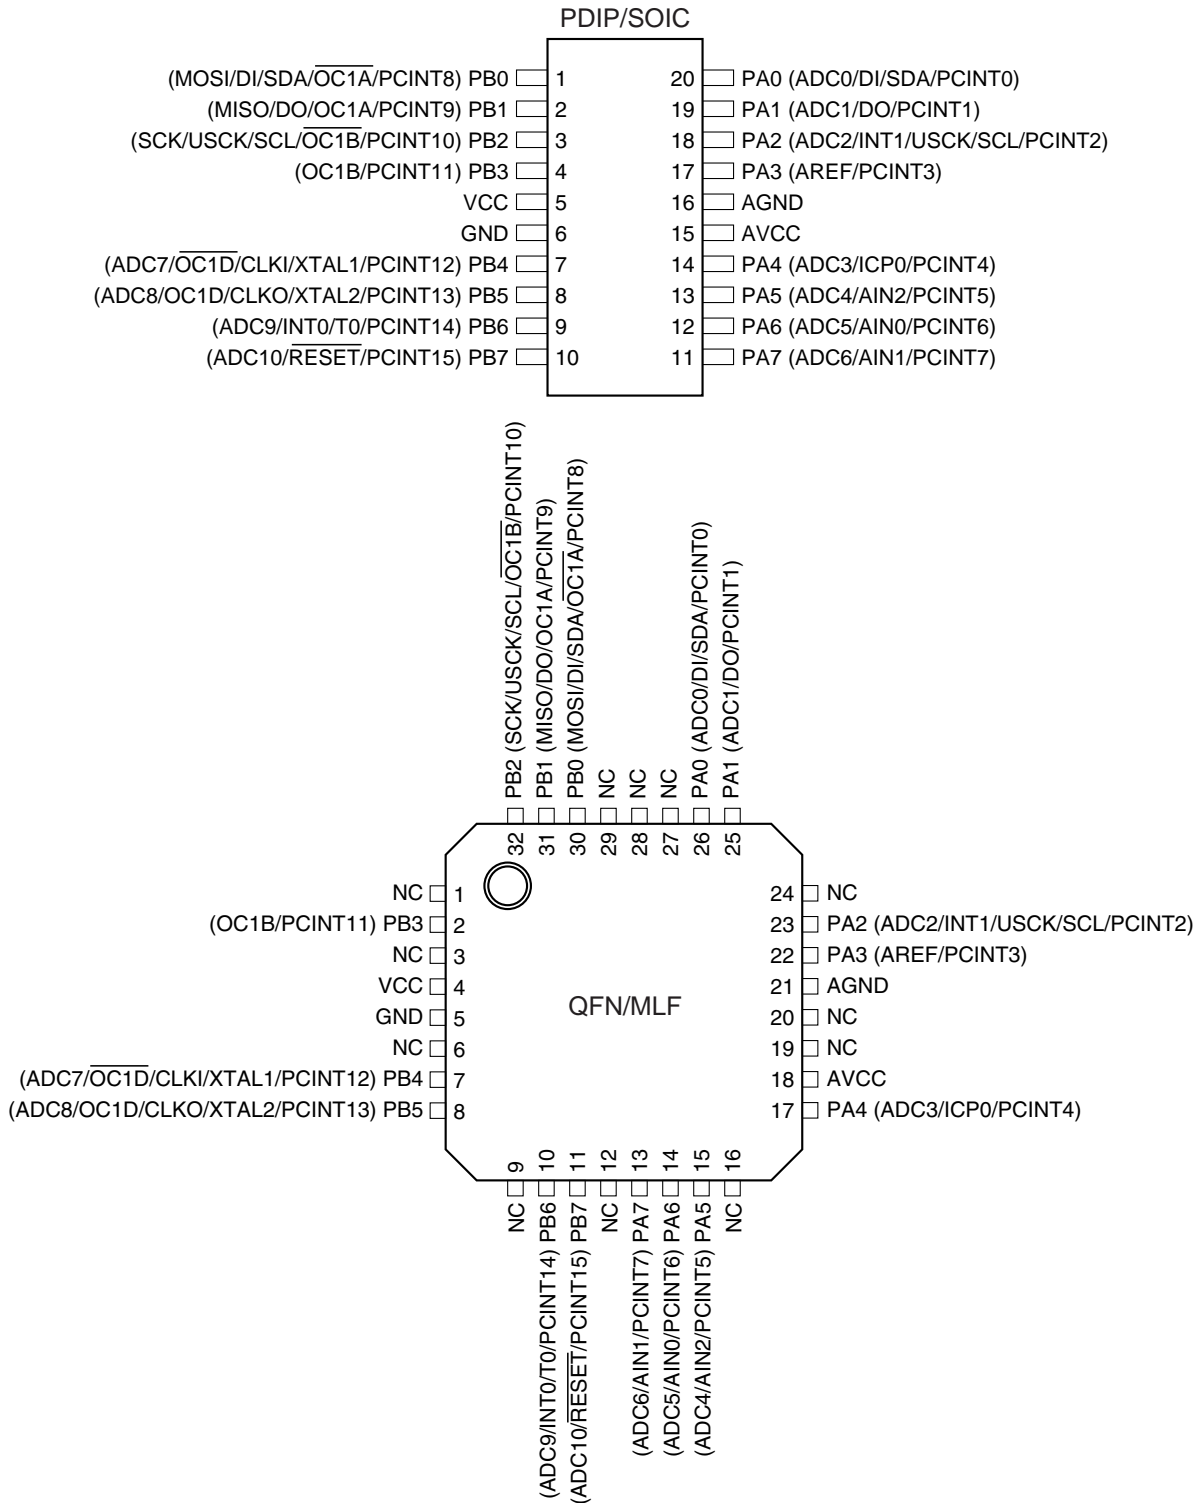 PDIP/SOIC
(MOSI/DI/SDA/O̅C̅1̅A̅/PCINT8) PB0 1 20 PA0 (ADC0/DI/SDA/PCINT0)
(MISO/DO/OC1A/PCINT9) PB1 2 19 PA1 (ADC1/DO/PCINT1)
(SCK/USCK/SCL/O̅C̅1̅B̅/PCINT10) PB2 3 18 PA2 (ADC2/INT1/USCK/SCL/PCINT2)
(OC1B/PCINT11) PB3 4 17 PA3 (AREF/PCINT3)
VCC 5 16 AGND
GND 6 15 AVCC
(ADC7/O̅C̅1̅D̅/CLKI/XTAL1/PCINT12) PB4 7 14 PA4 (ADC3/ICP0/PCINT4)
(ADC8/OC1D/CLKO/XTAL2/PCINT13) PB5 8 13 PA5 (ADC4/AIN2/PCINT5)
(ADC9/INT0/T0/PCINT14) PB6 9 12 PA6 (ADC5/AIN0/PCINT6)
(ADC10/R̅E̅S̅E̅T̅/PCINT15) PB7 10 11 PA7 (ADC6/AIN1/PCINT7)
32 PB2 (SCK/USCK/SCL/O̅C̅1̅B̅/PCINT10)
31 PB1 (MISO/DO/OC1A/PCINT9)
30 PB0 (MOSI/DI/SDA/O̅C̅1̅A̅/PCINT8)
29 NC
28 NC
27 NC
26 PA0 (ADC0/DI/SDA/PCINT0)
25 PA1 (ADC1/DO/PCINT1)
NC 1 24 NC
(OC1B/PCINT11) PB3 2 23 PA2 (ADC2/INT1/USCK/SCL/PCINT2)
NC 3 22 PA3 (AREF/PCINT3)
VCC 4 21 AGND
QFN/MLF
GND 5 20 NC
NC 6 19 NC
(ADC7/O̅C̅1̅D̅/CLKI/XTAL1/PCINT12) PB4 7 18 AVCC
(ADC8/OC1D/CLKO/XTAL2/PCINT13) PB5 8 17 PA4 (ADC3/ICP0/PCINT4)
NC 9
(ADC9/INT0/T0/PCINT14) PB6 10
(ADC10/R̅E̅S̅E̅T̅/PCINT15) PB7 11
NC 12
(ADC6/AIN1/PCINT7) PA7 13
(ADC5/AIN0/PCINT6) PA6 14
(ADC4/AIN2/PCINT5) PA5 15
NC 16